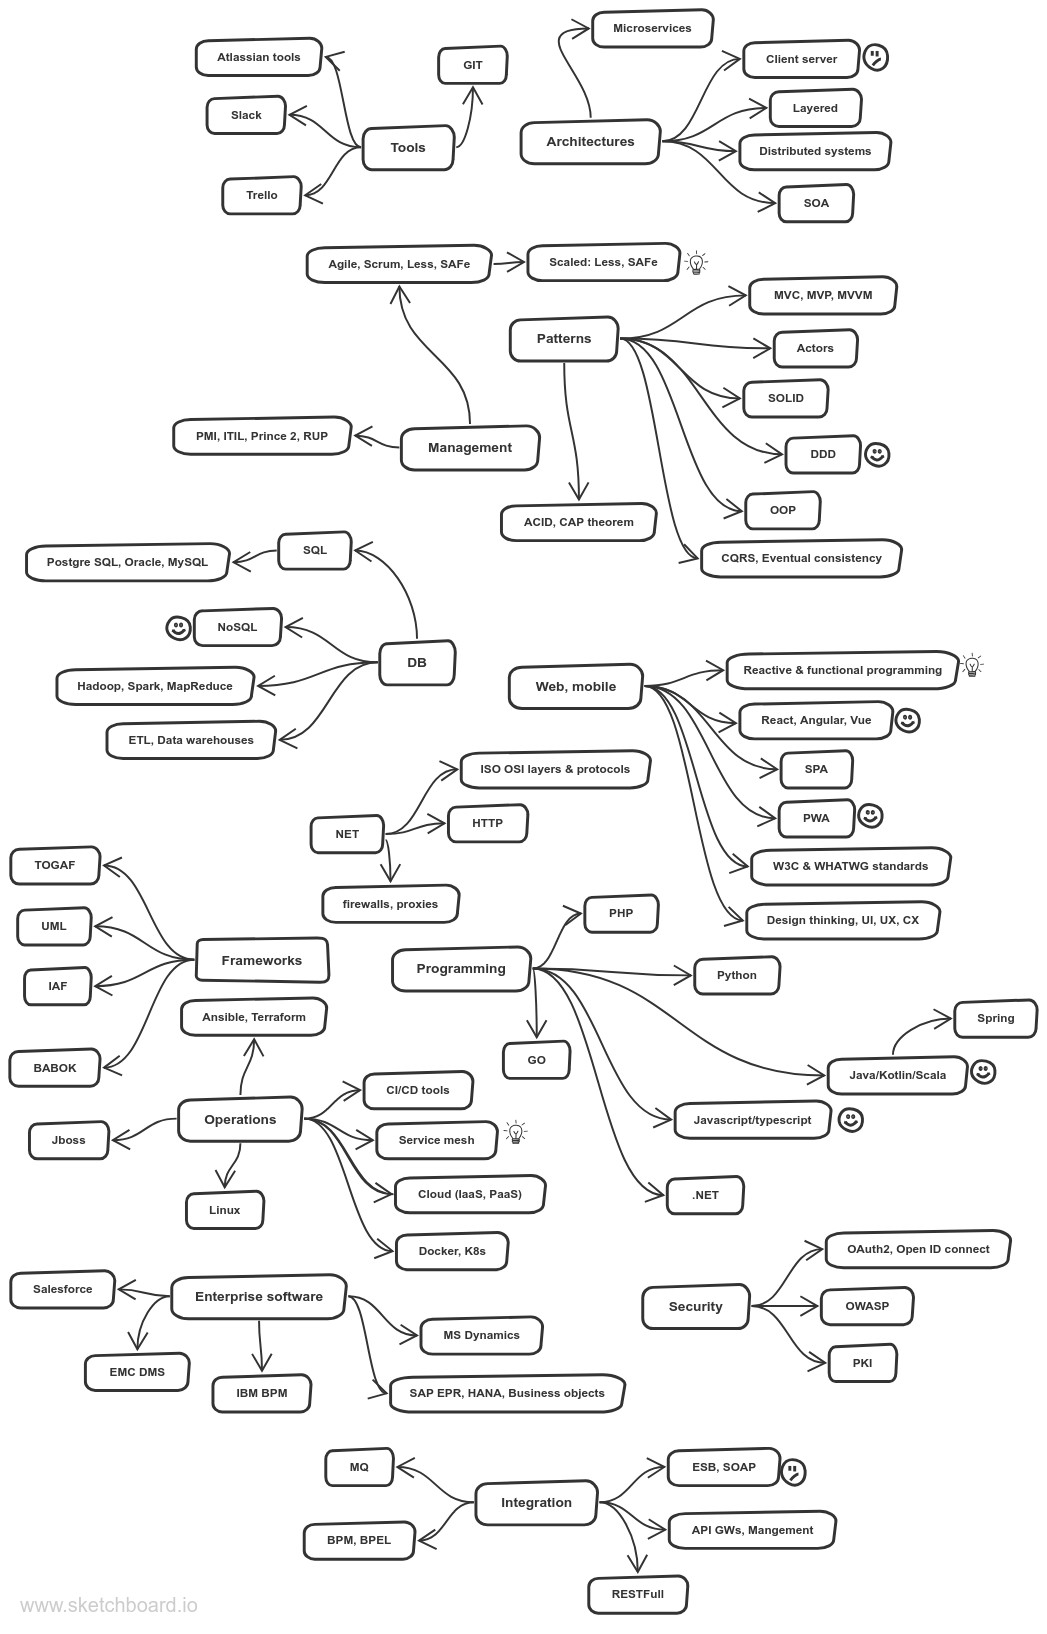 Microservices
Atlassian tools
GIT
Client server
Slack
Layered
Tools
Architectures
Distributed systems
Trello
SOA
Agile, Scrum, Less, SAFe
Scaled: Less, SAFe
MVC, MVP, MVVM
Patterns
Actors
SOLID
PMI, ITIL, Prince 2, RUP
Management
DDD
OOP
ACID, CAP theorem
SQL
Postgre SQL, Oracle, MySQL
CQRS, Eventual consistency
NoSQL
DB
Hadoop, Spark, MapReduce
Web, mobile
Reactive & functional programming
React, Angular, Vue
ETL, Data warehouses
ISO OSI layers & protocols
SPA
NET
HTTP
PWA
TOGAF
W3C & WHATWG standards
firewalls, proxies
PHP
Design thinking, UI, UX, CX
UML
Frameworks
Programming
Python
IAF
Ansible, Terraform
Spring
GO
BABOK
Java/Kotlin/Scala
CI/CD tools
Operations
Javascript/typescript
Jboss
Service mesh
Cloud (IaaS, PaaS)
.NET
Linux
Docker, K8s
OAuth2, Open ID connect
Salesforce
Enterprise software
Security
OWASP
MS Dynamics
EMC DMS
PKI
IBM BPM
SAP EPR, HANA, Business objects
MQ
ESB, SOAP
Integration
BPM, BPEL
API GWs, Mangement
RESTFull
www.sketchboard.io